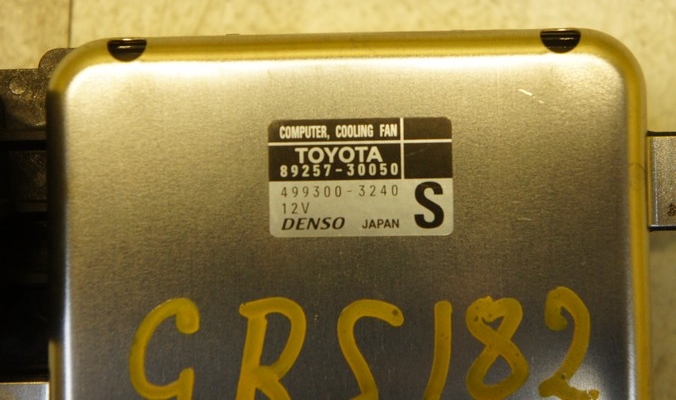 COMPUTER, COOLING FAN
TOYOTA
89257-30050
499300-3240
12V
S
DENSO JAPAN
GRS182